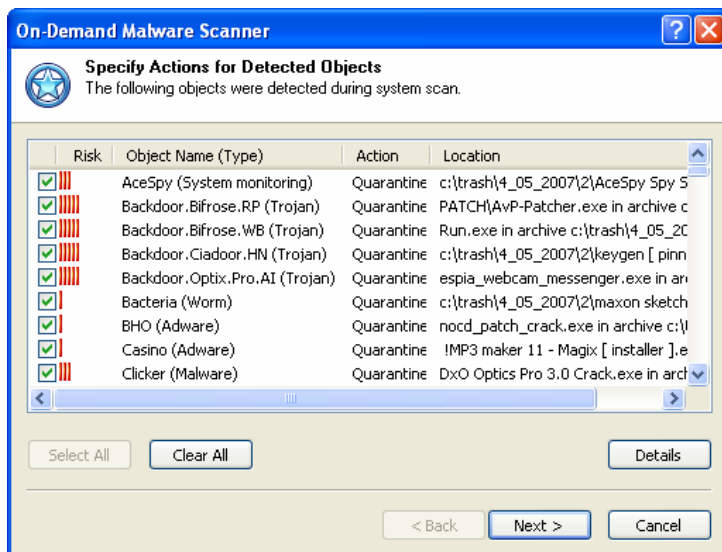 On-Demand Malware Scanner
Specify Actions for Detected Objects
The following objects were detected during system scan.
Risk Object Name (Type) Action Location
AceSpy (System monitoring) Quarantine c:\trash\4_05_2007\2\AceSpy Spy S
Backdoor.Bifrose.RP (Trojan) Quarantine PATCH\AvP-Patcher.exe in archive c
Backdoor.Bifrose.WB (Trojan) Quarantine Run.exe in archive c:\trash\4_05_20
Backdoor.Ciadoor.HN (Trojan) Quarantine c:\trash\4_05_2007\2\keygen [ pinn
Backdoor.Optix.Pro.AI (Trojan) Quarantine espia_webcam_messenger.exe in arc
Bacteria (Worm) Quarantine c:\trash\4_05_2007\2\maxon sketch
BHO (Adware) Quarantine nocd_patch_crack.exe in archive c:\
Casino (Adware) Quarantine !MP3 maker 11 - Magix [ installer ].e
Clicker (Malware) Quarantine DxO Optics Pro 3.0 Crack.exe in arch
Select All Clear All Details
< Back Next > Cancel